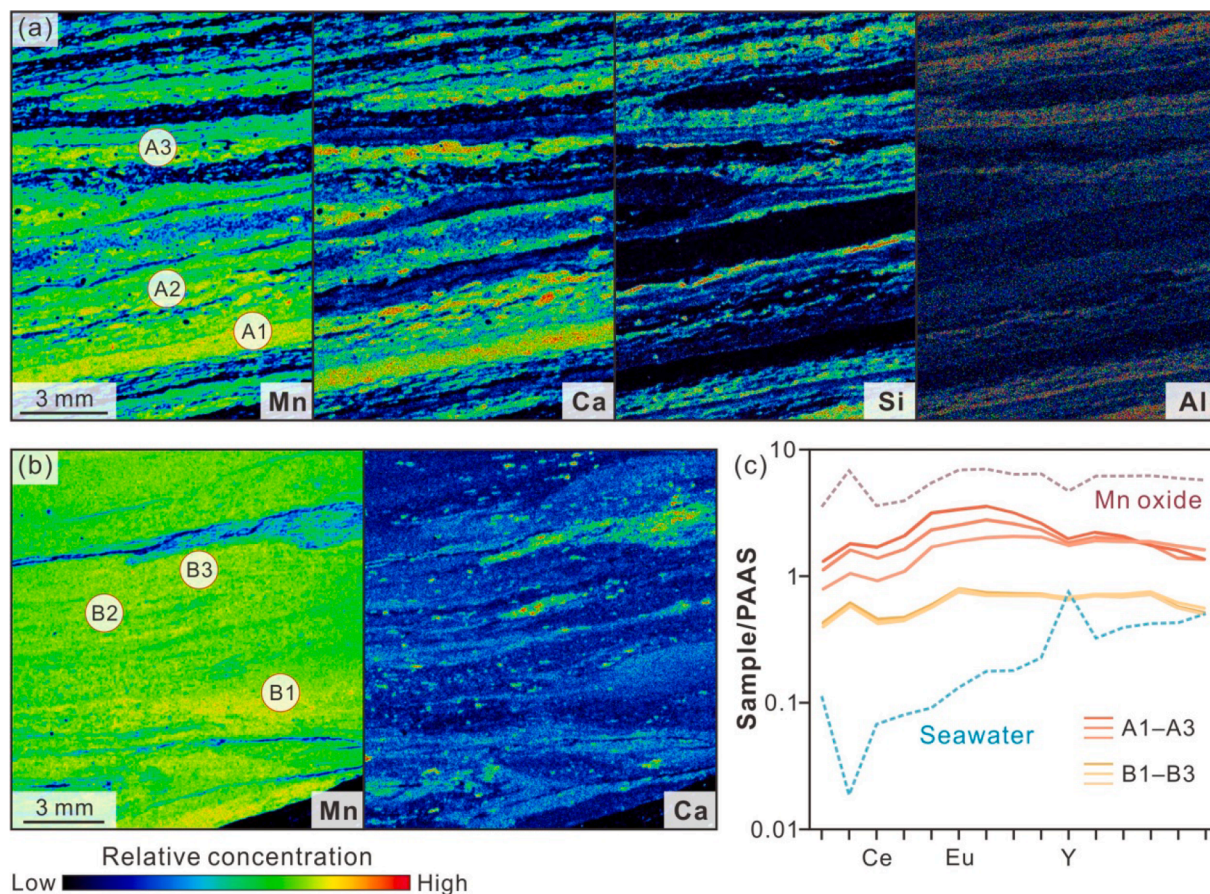 (a)
A3
A2
A1
3 mm
Mn
Ca
Si
Al
(b)
B3
B2
B1
3 mm
Mn
Ca
Relative concentration
Low
High
(c)
10
1
0.1
0.01
Sample/PAAS
Mn oxide
Seawater
A1–A3
B1–B3
Ce
Eu
Y